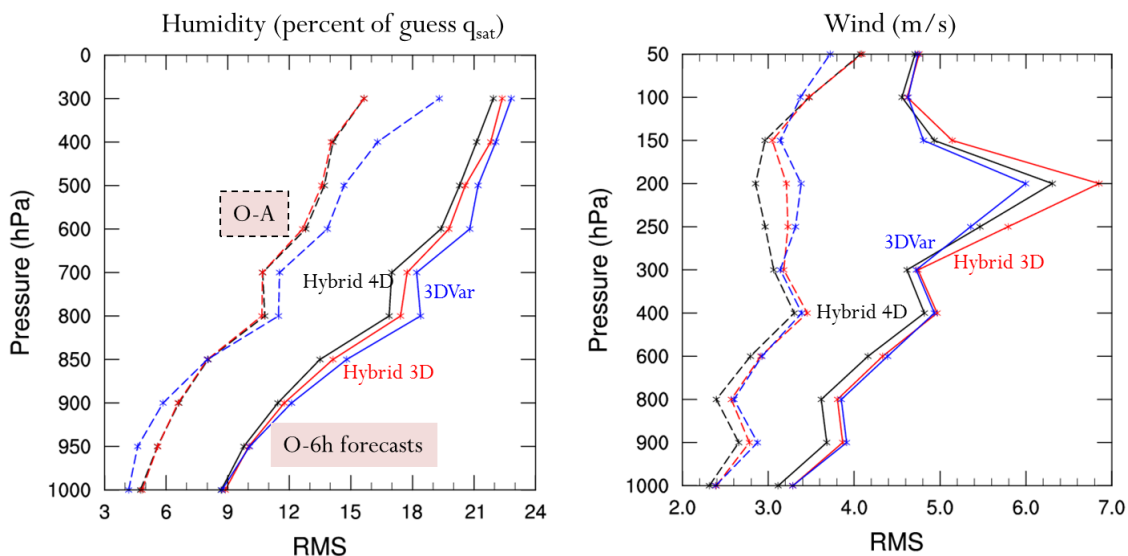 Humidity (percent of guess qsat)
0
300
400
500
600
700
800
850
900
950
1000
Pressure (hPa)
O-A
Hybrid 4D
3DVar
Hybrid 3D
O-6h forecasts
3 6 9 12 15 18 21 24
RMS
Wind (m/s)
50
100
150
200
250
300
400
600
800
900
1000
Pressure (hPa)
3DVar
Hybrid 3D
Hybrid 4D
2.0 3.0 4.0 5.0 6.0 7.0
RMS